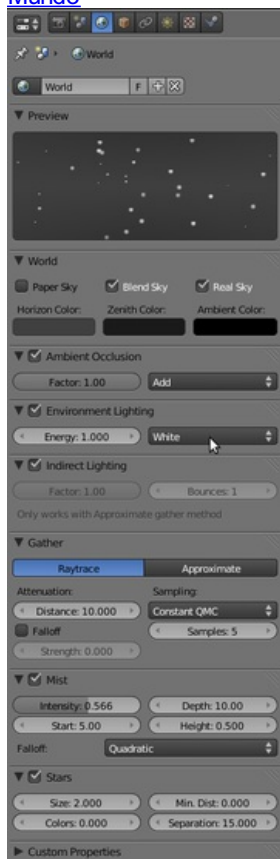 Mundo
World
World F
Preview
World
Paper Sky Blend Sky Real Sky
Horizon Color: Zenith Color: Ambient Color:
Ambient Occlusion
Factor: 1.00 Add
Environment Lighting
Energy: 1.000 White
Indirect Lighting
Factor: 1.00 Bounces: 1
Only works with Approximate gather method
Gather
Raytrace Approximate
Attenuation: Sampling:
Distance: 10.000 Constant QMC
Falloff Samples: 5
Strength: 0.000
Mist
Intensity: 0.566 Depth: 10.00
Start: 5.00 Height: 0.500
Falloff: Quadratic
Stars
Size: 2.000 Min. Dist: 0.000
Colors: 0.000 Separation: 15.000
Custom Properties